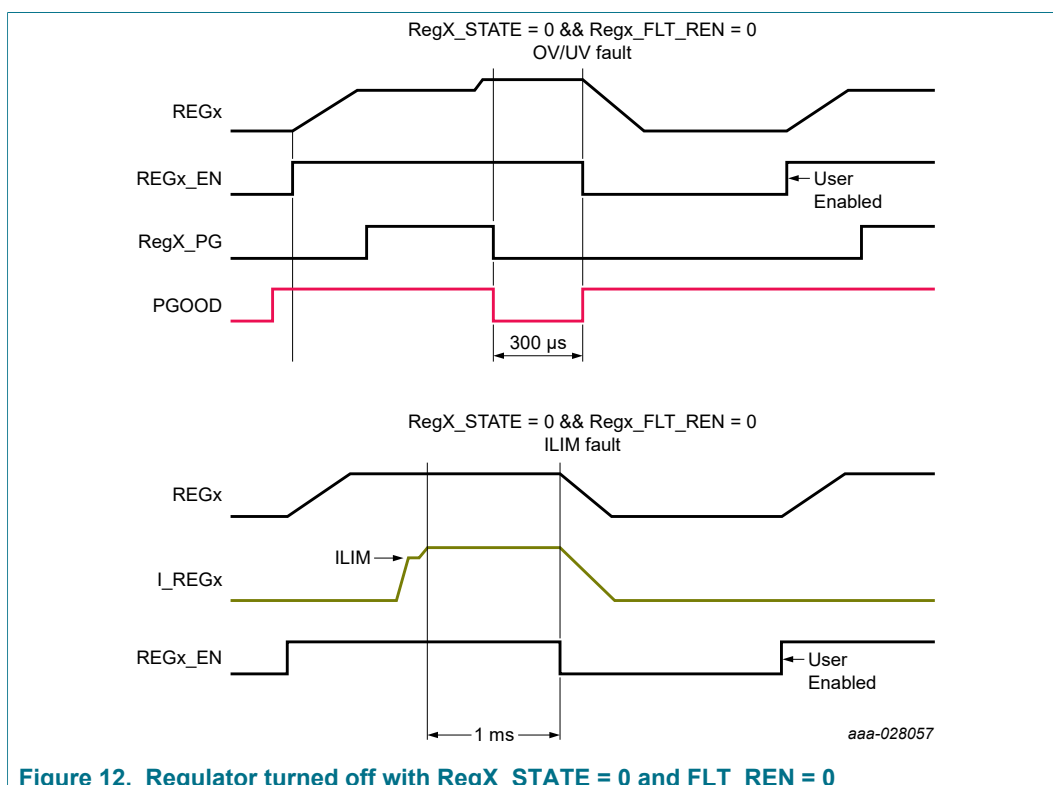 RegX_STATE = 0 && Regx_FLT_REN = 0
OV/UV fault
REGx
REGx_EN
User
Enabled
RegX_PG
PGOOD
300 µs
RegX_STATE = 0 && Regx_FLT_REN = 0
ILIM fault
REGx
ILIM
I_REGx
REGx_EN
User
Enabled
1 ms
aaa-028057
Figure 12. Regulator turned off with RegX_STATE = 0 and FLT_REN = 0